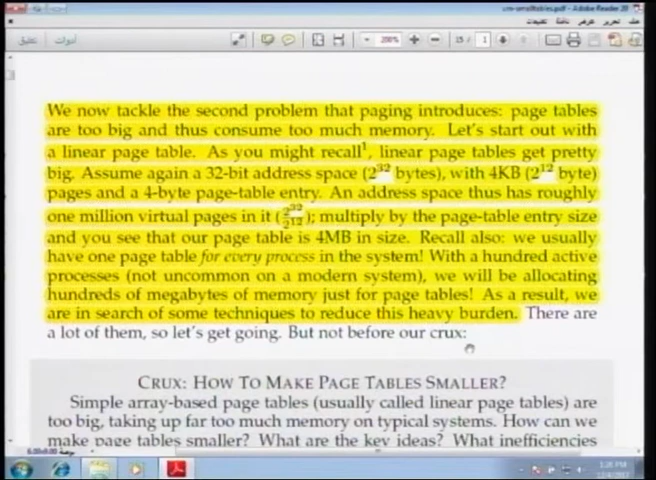 We now tackle the second problem that paging introduces: page tables
are too big and thus consume too much memory. Let's start out with
a linear page table. As you might recall¹, linear page tables get pretty
big. Assume again a 32-bit address space (2³² bytes), with 4KB (2¹² byte)
pages and a 4-byte page-table entry. An address space thus has roughly
one million virtual pages in it (2³²/2¹²); multiply by the page-table entry size
and you see that our page table is 4MB in size. Recall also: we usually
have one page table for every process in the system! With a hundred active
processes (not uncommon on a modern system), we will be allocating
hundreds of megabytes of memory just for page tables! As a result, we
are in search of some techniques to reduce this heavy burden. There are
a lot of them, so let's get going. But not before our crux:
CRUX: HOW TO MAKE PAGE TABLES SMALLER?
Simple array-based page tables (usually called linear page tables) are
too big, taking up far too much memory on typical systems. How can we
make page tables smaller? What are the key ideas? What inefficiencies